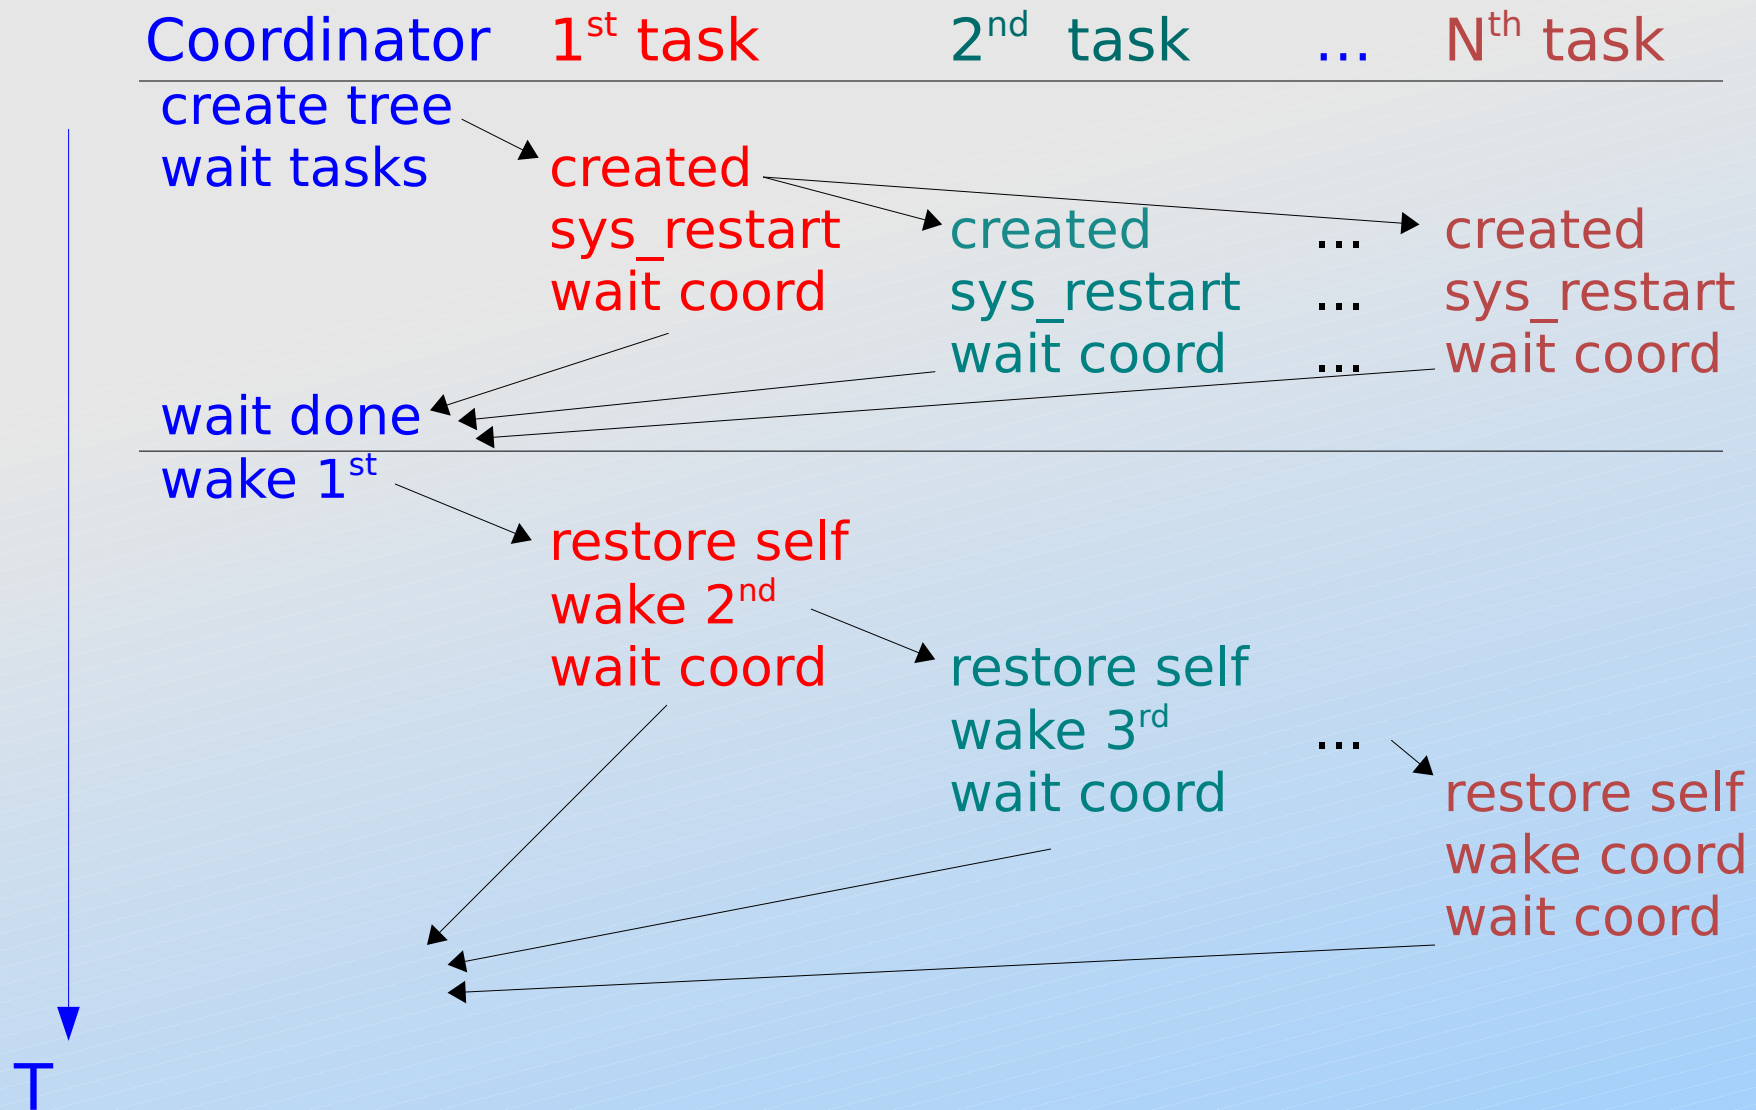 Coordinator 1st task 2nd task ... Nth task
create tree
wait tasks created
sys_restart created ... created
wait coord sys_restart ... sys_restart
wait coord ... wait coord
wait done
wake 1st
restore self
wake 2nd
wait coord restore self
wake 3rd ...
wait coord restore self
wake coord
wait coord
T